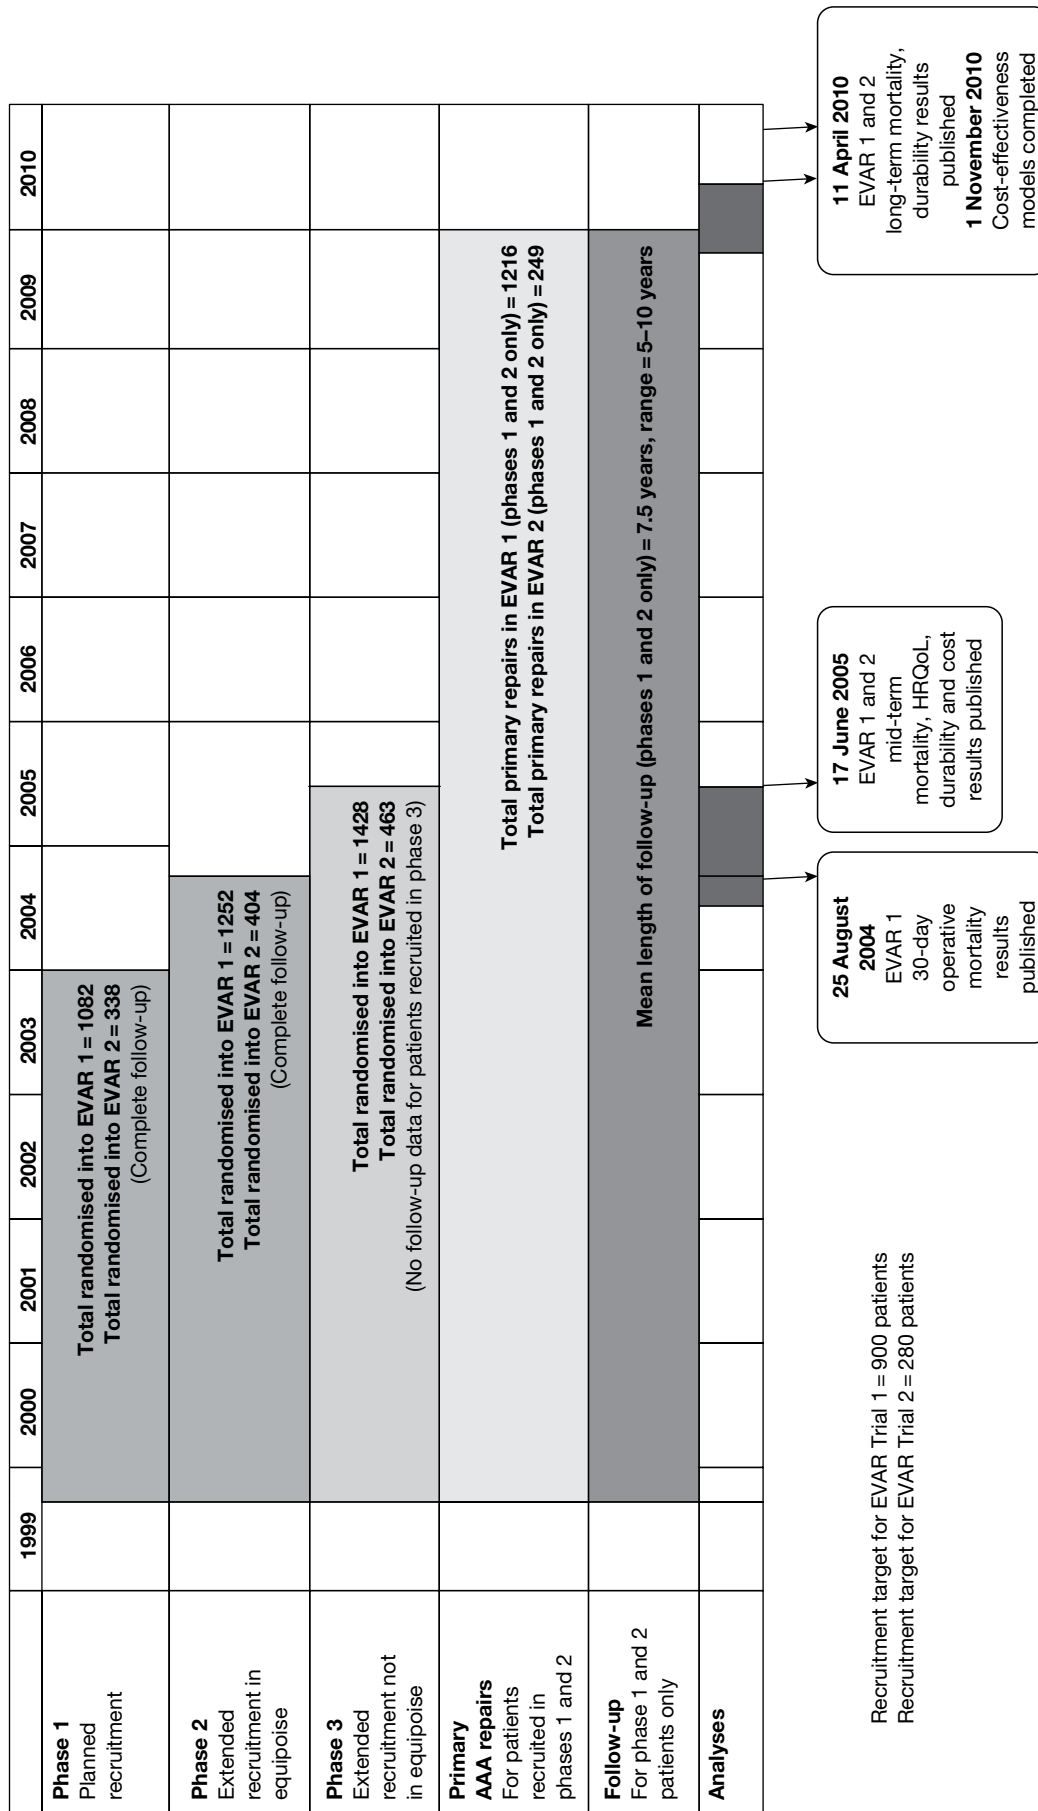 1999 2000 2001 2002 2003 2004 2005 2006 2007 2008 2009 2010
Phase 1
Planned
recruitment
Total randomised into EVAR 1 = 1082
Total randomised into EVAR 2 = 338
(Complete follow-up)
Phase 2
Extended
recruitment in
equipoise
Total randomised into EVAR 1 = 1252
Total randomised into EVAR 2 = 404
(Complete follow-up)
Phase 3
Extended
recruitment not
in equipoise
Total randomised into EVAR 1 = 1428
Total randomised into EVAR 2 = 463
(No follow-up data for patients recruited in phase 3)
Primary
AAA repairs
For patients
recruited in
phases 1 and 2
Total primary repairs in EVAR 1 (phases 1 and 2 only) = 1216
Total primary repairs in EVAR 2 (phases 1 and 2 only) = 249
Follow-up
For phase 1 and 2
patients only
Mean length of follow-up (phases 1 and 2 only) = 7.5 years, range = 5–10 years
Analyses
25 August
2004
EVAR 1
30-day
operative
mortality
results
published
17 June 2005
EVAR 1 and 2
mid-term
mortality, HRQoL,
durability and cost
results published
11 April 2010
EVAR 1 and 2
long-term mortality,
durability results
published
1 November 2010
Cost-effectiveness
models completed
Recruitment target for EVAR Trial 1 = 900 patients
Recruitment target for EVAR Trial 2 = 280 patients